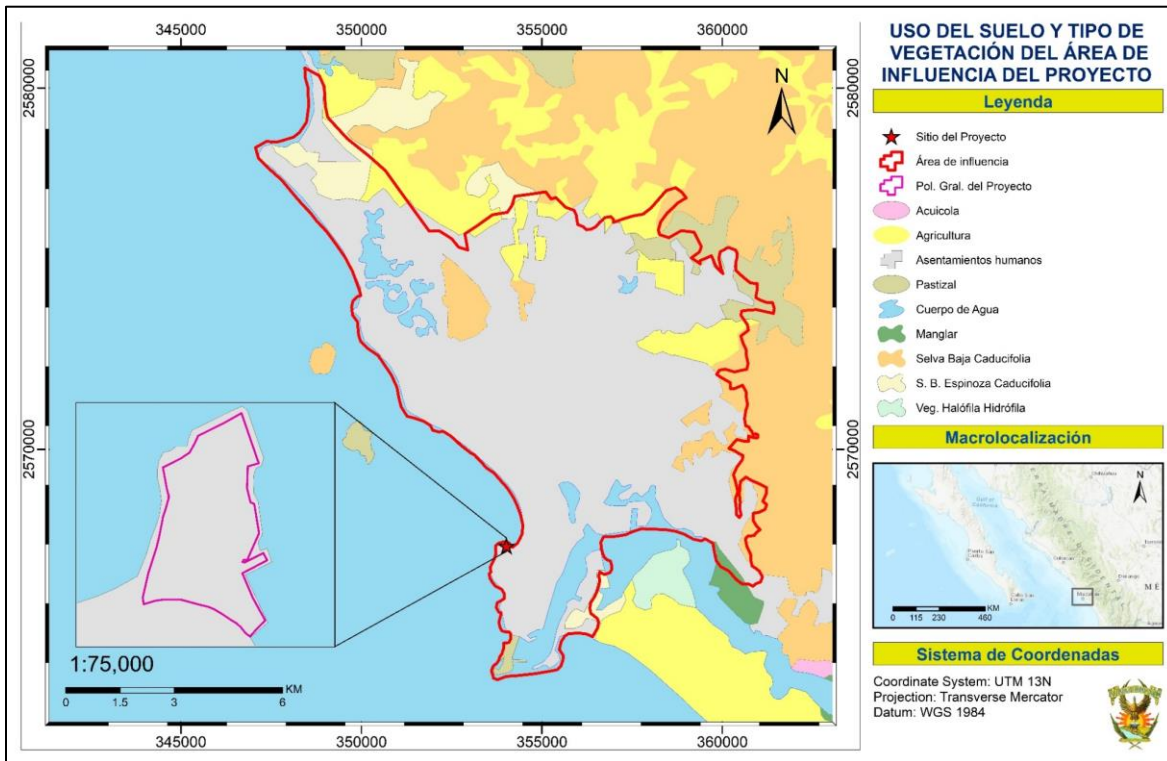 345000 350000 355000 360000
2580000
2570000
N
1:75,000
KM
0 1.5 3 6
2580000
2570000
345000 350000 355000 360000
USO DEL SUELO Y TIPO DE
VEGETACIÓN DEL ÁREA DE
INFLUENCIA DEL PROYECTO
Leyenda
Sitio del Proyecto
Área de influencia
Pol. Gral. del Proyecto
Acuicola
Agricultura
Asentamientos humanos
Pastizal
Cuerpo de Agua
Manglar
Selva Baja Caducifolia
S. B. Espinoza Caducifolia
Veg. Halófila Hidrófila
Macrolocalización
N
KM
0 115 230 460
Sistema de Coordenadas
Coordinate System: UTM 13N
Projection: Transverse Mercator
Datum: WGS 1984